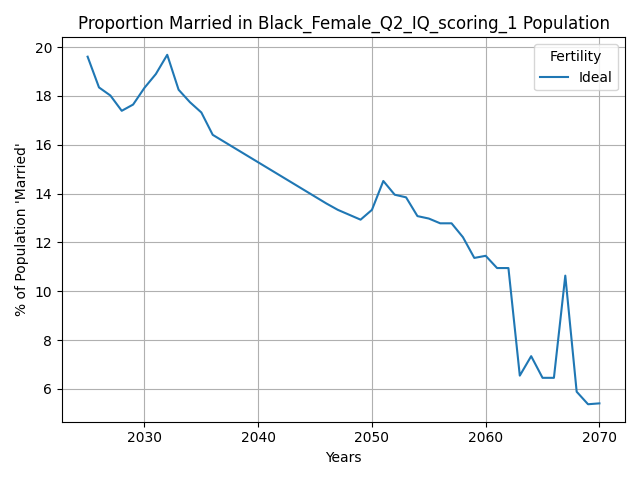 Proportion Married in Black_Female_Q2_IQ_scoring_1 Population
Fertility
Ideal
% of Population 'Married'
20
18
16
14
12
10
8
6
2030 2040 2050 2060 2070
Years